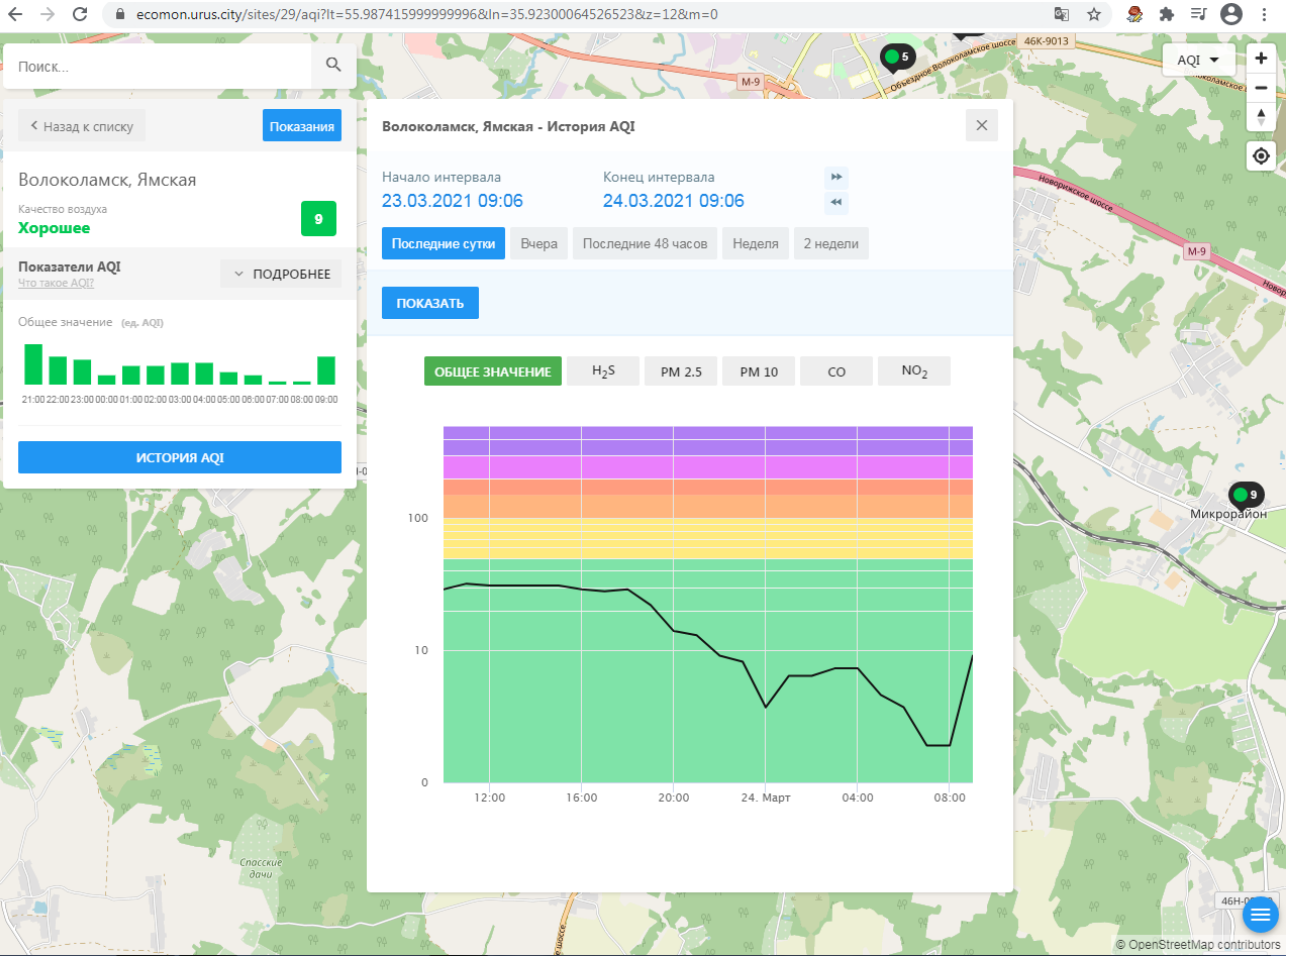 ecomon.urus.city/sites/29/aqi?lt=55.987415999999996&ln=35.92300064526523&z=12&m=0
Поиск...
Назад к списку
Показания
Волоколамск, Ямская
Качество воздуха
Хорошее
9
Показатели AQI
Что такое AQI?
ПОДРОБНЕЕ
Общее значение (ед. AQI)
21:00 22:00 23:00 00:00 01:00 02:00 03:00 04:00 05:00 06:00 07:00 08:00 09:00
ИСТОРИЯ AQI
Волоколамск, Ямская - История AQI
Начало интервала
23.03.2021 09:06
Конец интервала
24.03.2021 09:06
Последние сутки
Вчера
Последние 48 часов
Неделя
2 недели
ПОКАЗАТЬ
ОБЩЕЕ ЗНАЧЕНИЕ
H₂S
PM 2.5
PM 10
CO
NO₂
100
10
0
12:00 16:00 20:00 24. Март 04:00 08:00
AQI
5
46К-9013
М-9
Объездное Волоколамское шоссе
Новорижское шоссе
М-9
9
Микрорайон
Спасские
дачи
шоссе
© OpenStreetMap contributors